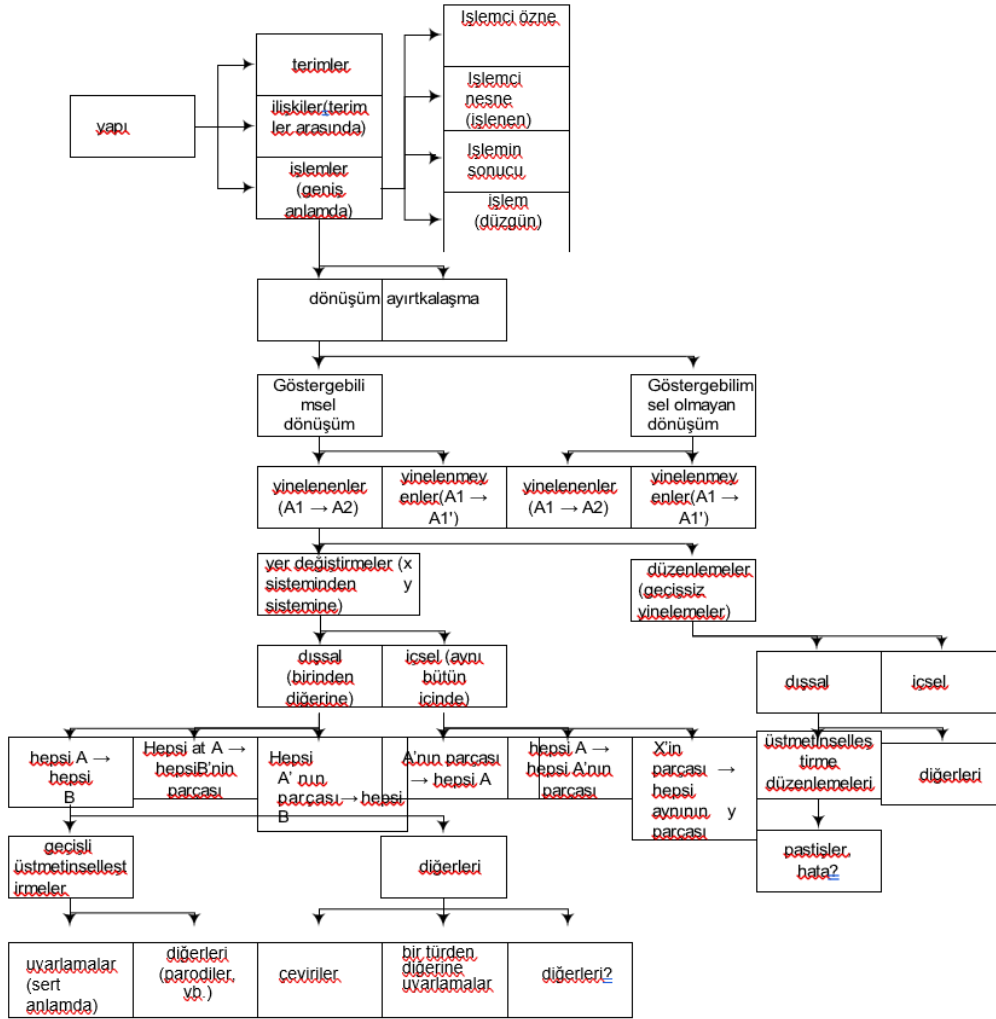 Işlemci özne
terimler
Işlemci
nesne
(işlenen)
yapı
ilişkiler(terim
ler arasında)
Işlemin
sonucu
işlemler
(geniş
anlamda)
işlem
(düzgün)
dönüşüm ayırtkalaşma
Göstergebili
msel
dönüşüm
Göstergebilim
sel olmayan
dönüşüm
yinelenenler
(A1 → A2)
yinelenmey
enler(A1 →
A1')
yinelenenler
(A1 → A2)
yinelenmey
enler(A1 →
A1')
yer değiştirmeler (x
sisteminden y
sistemine)
düzenlemeler
(geçissiz
yinelemeler)
dışsal
(birinden
diğerine)
içsel (aynı
bütün
içinde)
dışsal
içsel
hepsi A →
hepsi
B
Hepsi at A →
hepsiB'nin
parçası
Hepsi
A' nın
parçası→hepsi
B
A'nın parçası
→ hepsi A
hepsi A →
hepsi A'nın
parçası
X'in
parçası →
hepsi
aynının y
parçası
üstmetinselleş
tirme
düzenlemeleri
diğerleri
geçişli
üstmetinselleşt
irmeler
diğerleri
pastişler,
hata?
uyarlamalar
(sert
anlamda)
diğerleri
(parodiler,
vb.)
çeviriler
bir türden
diğerine
uyarlamalar
diğerleri?